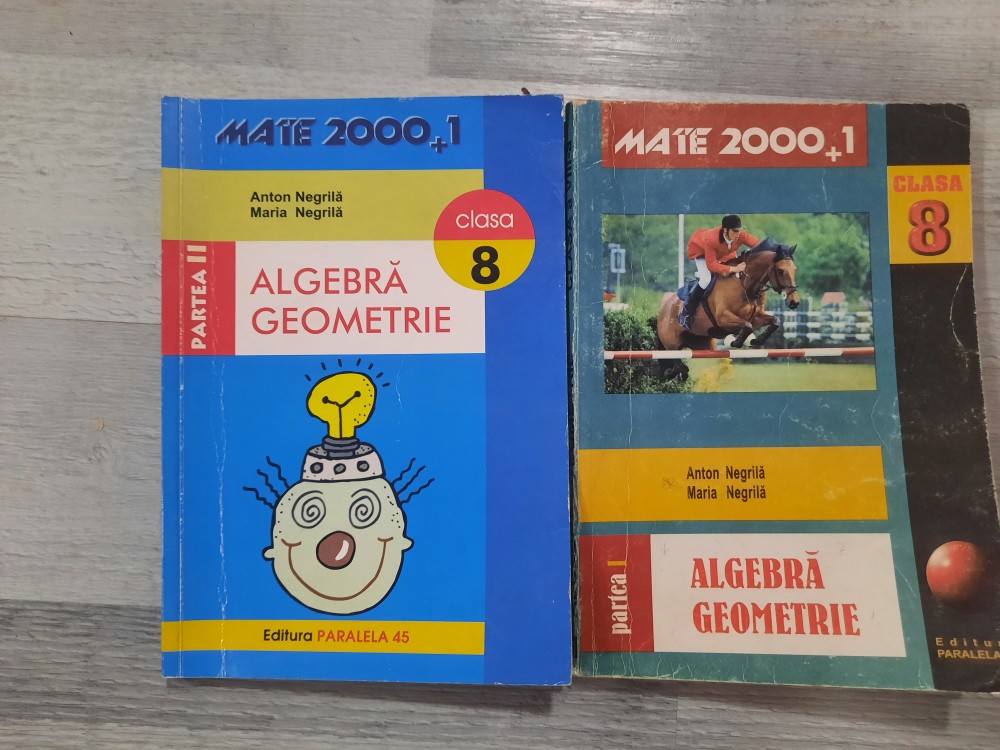 MATE 2000+1
Anton Negrilă
Maria Negrilă
clasa
8
PARTEA II
ALGEBRĂ
GEOMETRIE
Editura PARALELA 45
MATE 2000+1
CLASA
8
Anton Negrilă
Maria Negrilă
partea I
ALGEBRĂ
GEOMETRIE
Editur
PARALELA